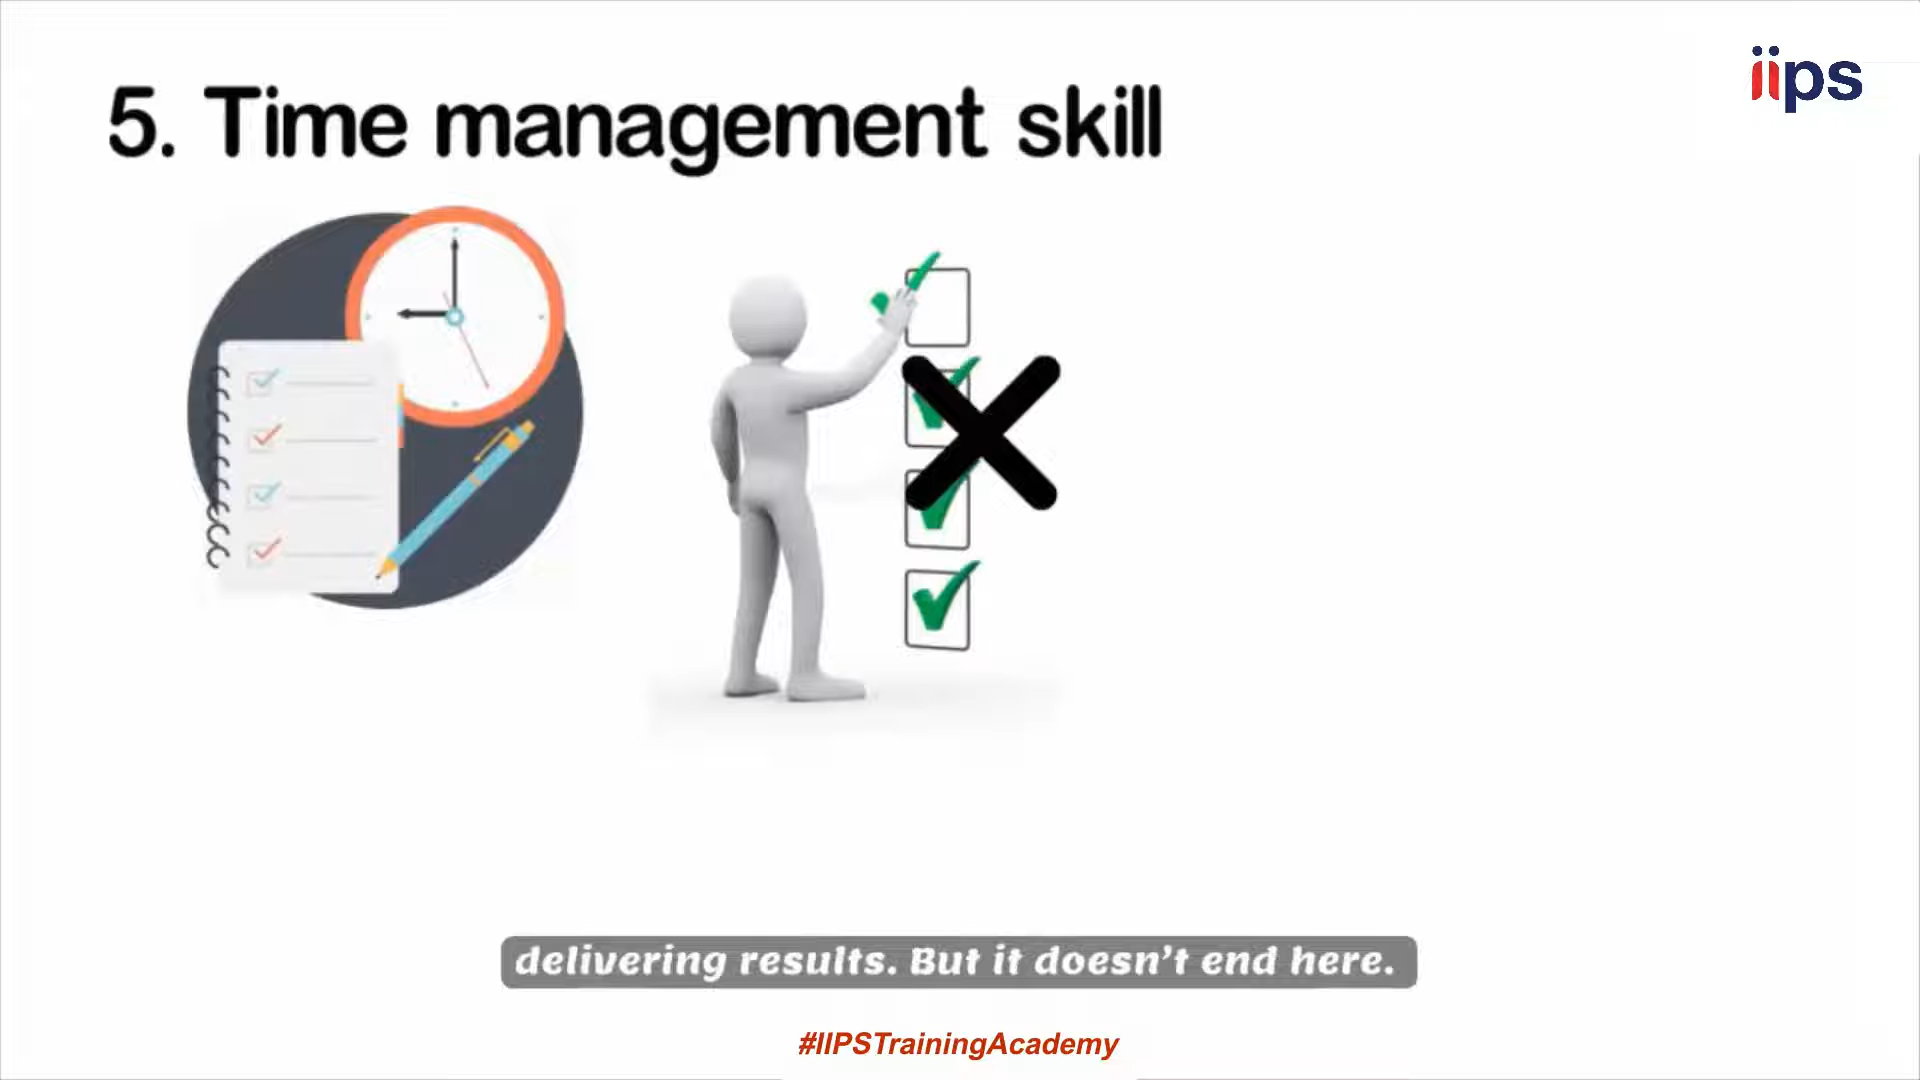 iips
5. Time management skill
delivering results. But it doesn't end here.
#IIPSTrainingAcademy